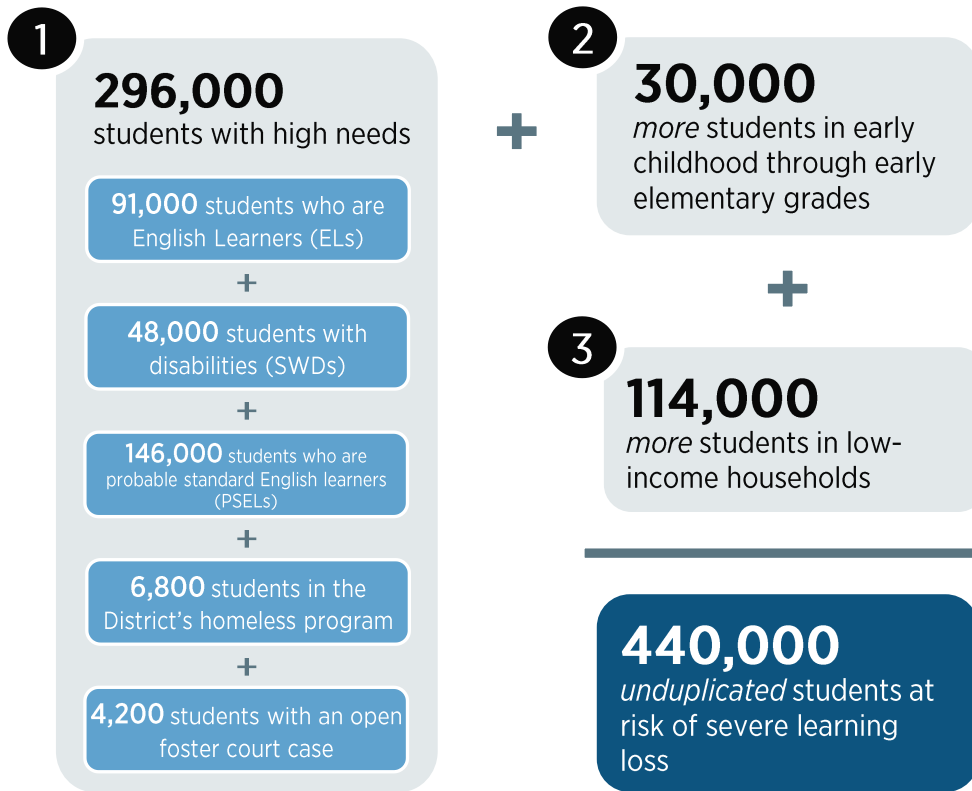 1
296,000
students with high needs
91,000 students who are
English Learners (ELs)
+
48,000 students with
disabilities (SWDs)
+
146,000 students who are
probable standard English learners
(PSELs)
+
6,800 students in the
District’s homeless program
+
4,200 students with an open
foster court case
+
2
30,000
more students in early
childhood through early
elementary grades
+
3
114,000
more students in low-
income households
440,000
unduplicated students at
risk of severe learning
loss